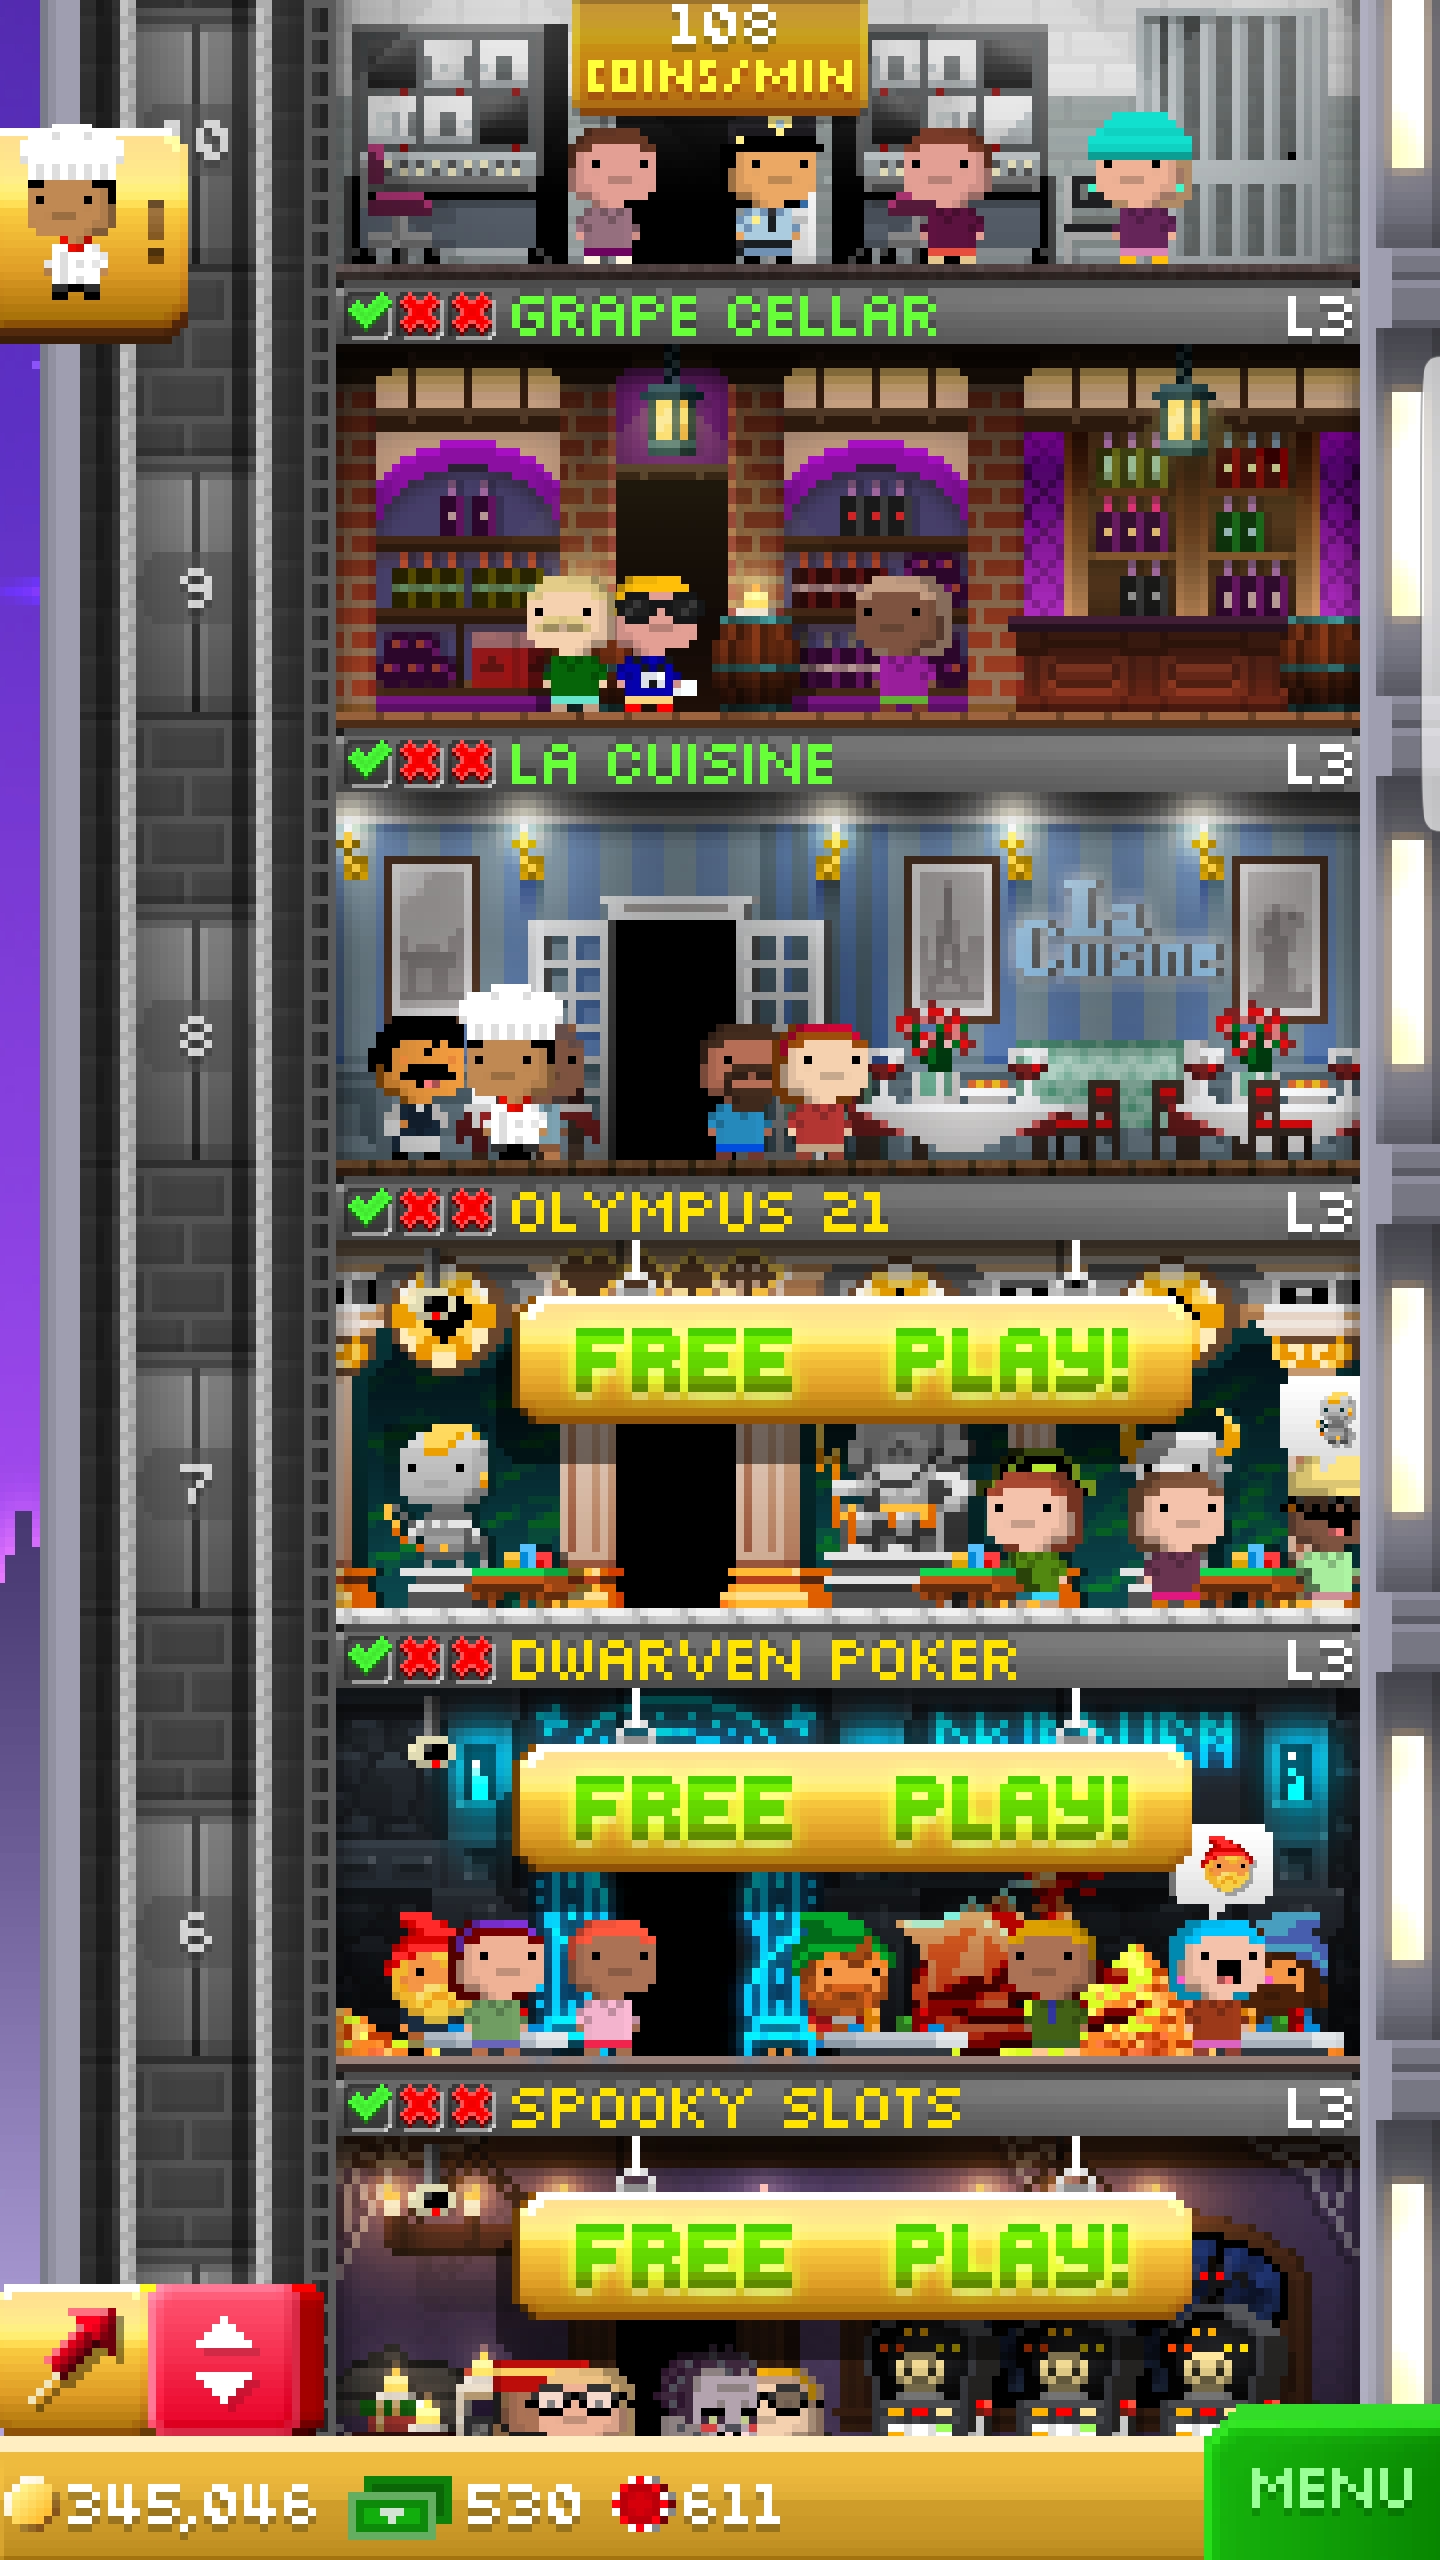 108
COINS/MIN
!
GRAPE CELLAR L3
9
LA CUISINE L3
La
Cuisine
8
OLYMPUS 21 L3
FREE PLAY!
7
DWARVEN POKER L3
FREE PLAY!
6
SPOOKY SLOTS L3
FREE PLAY!
345,046 530 611
MENU